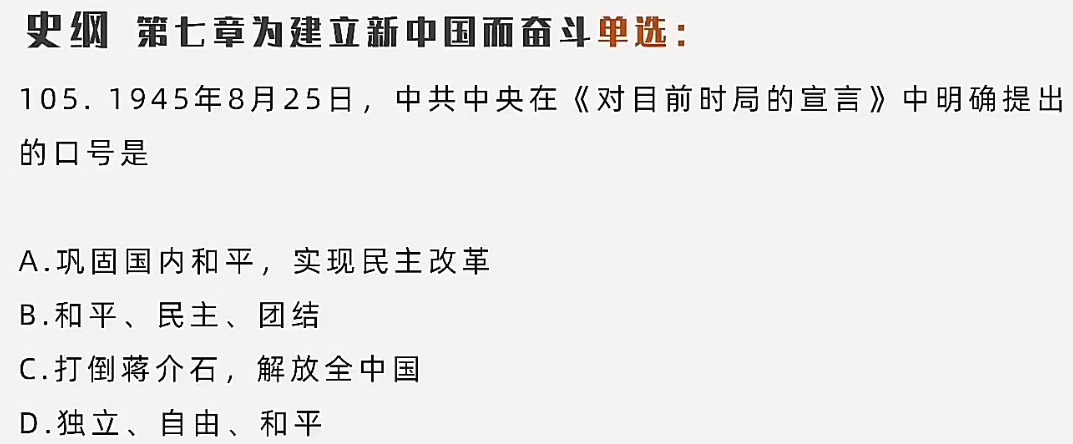 史纲 第七章为建立新中国而奋斗单选：
105. 1945年8月25日，中共中央在《对目前时局的宣言》中明确提出
的口号是
A.巩固国内和平，实现民主改革
B.和平、民主、团结
C.打倒蒋介石，解放全中国
D.独立、自由、和平